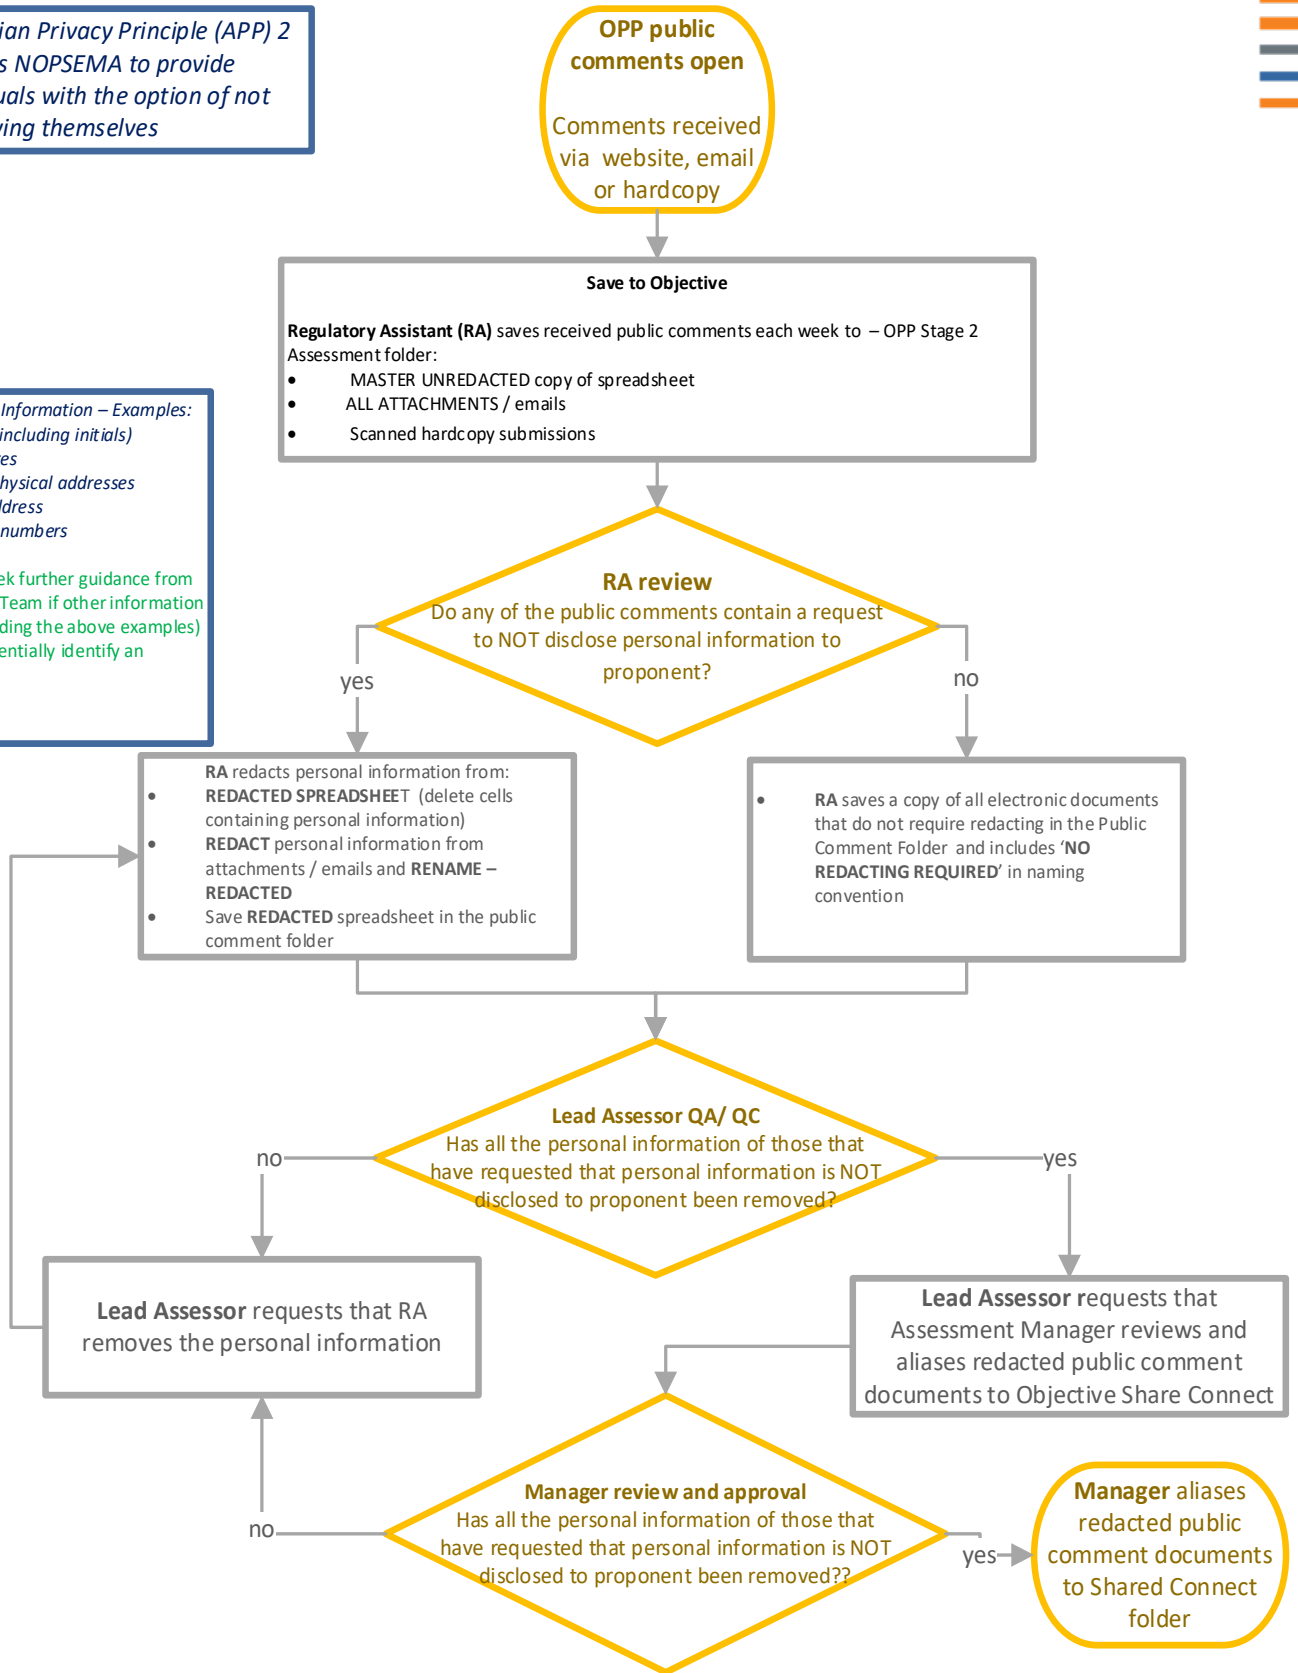 ian Privacy Principle (APP) 2
s NOPSEMA to provide
uals with the option of not
ving themselves
OPP public
comments open
Comments received
via website, email
or hardcopy
Save to Objective
Regulatory Assistant (RA) saves received public comments each week to – OPP Stage 2
Assessment folder:
• MASTER UNREDACTED copy of spreadsheet
• ALL ATTACHMENTS / emails
• Scanned hardcopy submissions
Information – Examples:
including initials)
es
hysical addresses
ddress
numbers
ek further guidance from
Team if other information
ding the above examples)
entially identify an
RA review
Do any of the public comments contain a request
to NOT disclose personal information to
proponent?
yes
no
RA redacts personal information from:
• REDACTED SPREADSHEET (delete cells
containing personal information)
• REDACT personal information from
attachments / emails and RENAME –
REDACTED
• Save REDACTED spreadsheet in the public
comment folder
• RA saves a copy of all electronic documents
that do not require redacting in the Public
Comment Folder and includes ‘NO
REDACTING REQUIRED’ in naming
convention
Lead Assessor QA/ QC
Has all the personal information of those that
have requested that personal information is NOT
disclosed to proponent been removed?
no
yes
Lead Assessor requests that RA
removes the personal information
Lead Assessor requests that
Assessment Manager reviews and
aliases redacted public comment
documents to Objective Share Connect
Manager review and approval
Has all the personal information of those that
have requested that personal information is NOT
disclosed to proponent been removed??
no
yes
Manager aliases
redacted public
comment documents
to Shared Connect
folder